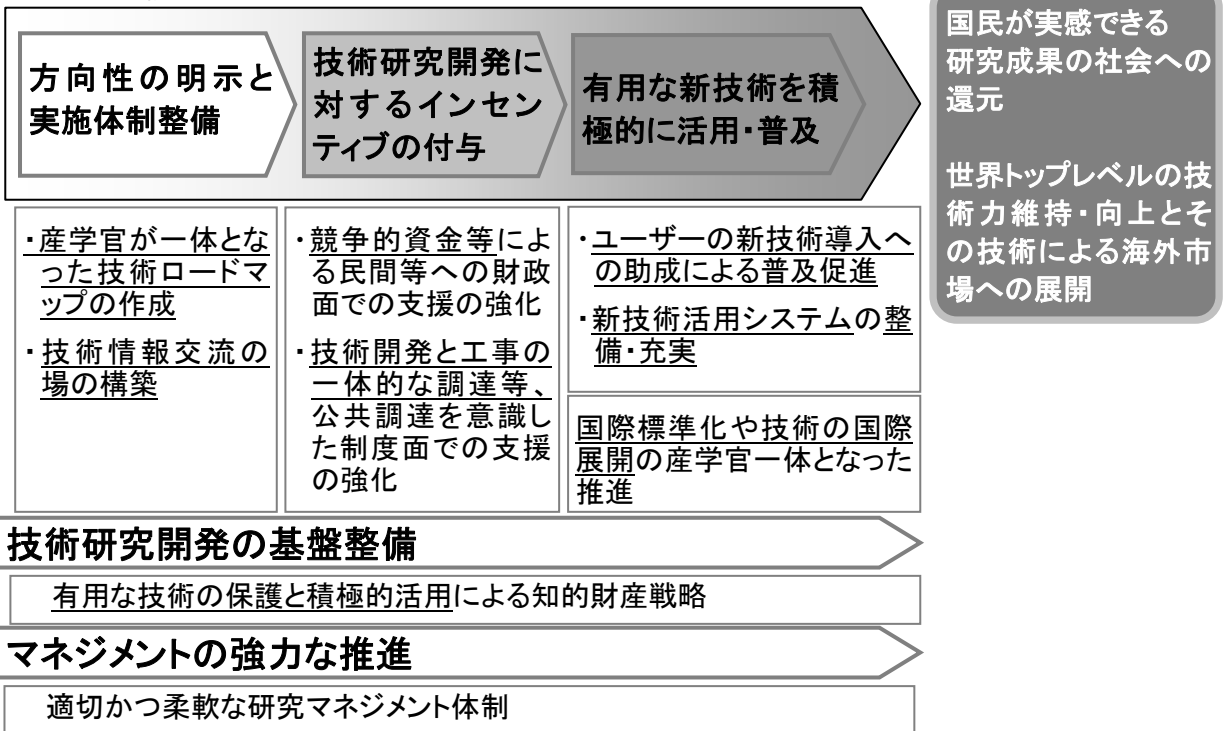 方向性の明示と
実施体制整備
技術研究開発に
対するインセン
ティブの付与
有用な新技術を積
極的に活用・普及
国民が実感できる
研究成果の社会への
還元
世界トップレベルの技
術力維持・向上とそ
の技術による海外市
場への展開
・産学官が一体とな
った技術ロードマ
ップの作成
・技術情報交流の
場の構築
・競争的資金等によ
る民間等への財政
面での支援の強化
・技術開発と工事の
一体的な調達等、
公共調達を意識し
た制度面での支援
の強化
・ユーザーの新技術導入へ
の助成による普及促進
・新技術活用システムの整
備・充実
国際標準化や技術の国際
展開の産学官一体となった
推進
技術研究開発の基盤整備
有用な技術の保護と積極的活用による知的財産戦略
マネジメントの強力な推進
適切かつ柔軟な研究マネジメント体制